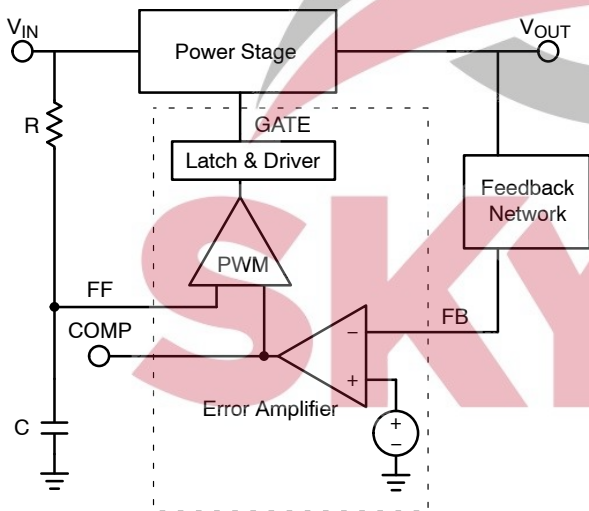 VIN
Power Stage
VOUT
R
GATE
Latch & Driver
Feedback
Network
PWM
FF
COMP
FB
−
+
Error Amplifier
C
+
−
SKY